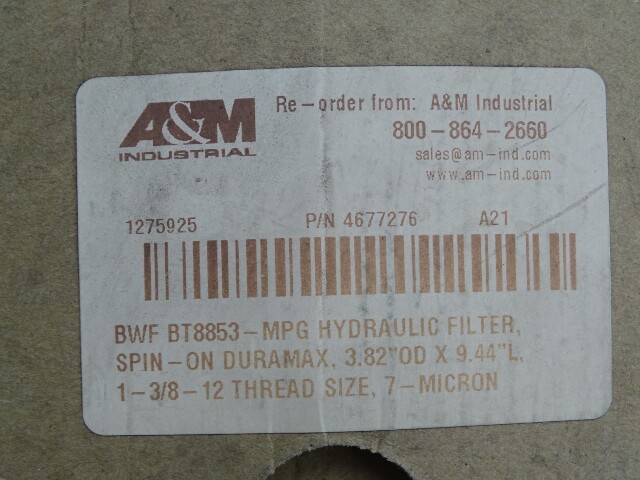 A&M
INDUSTRIAL
Re-order from: A&M Industrial
800-864-2660
sales@am-ind.com
www.am-ind.com
1275925 P/N 4677276 A21
BWF BT8853-MPG HYDRAULIC FILTER,
SPIN-ON DURAMAX, 3.82"OD X 9.44"L,
1-3/8-12 THREAD SIZE, 7-MICRON